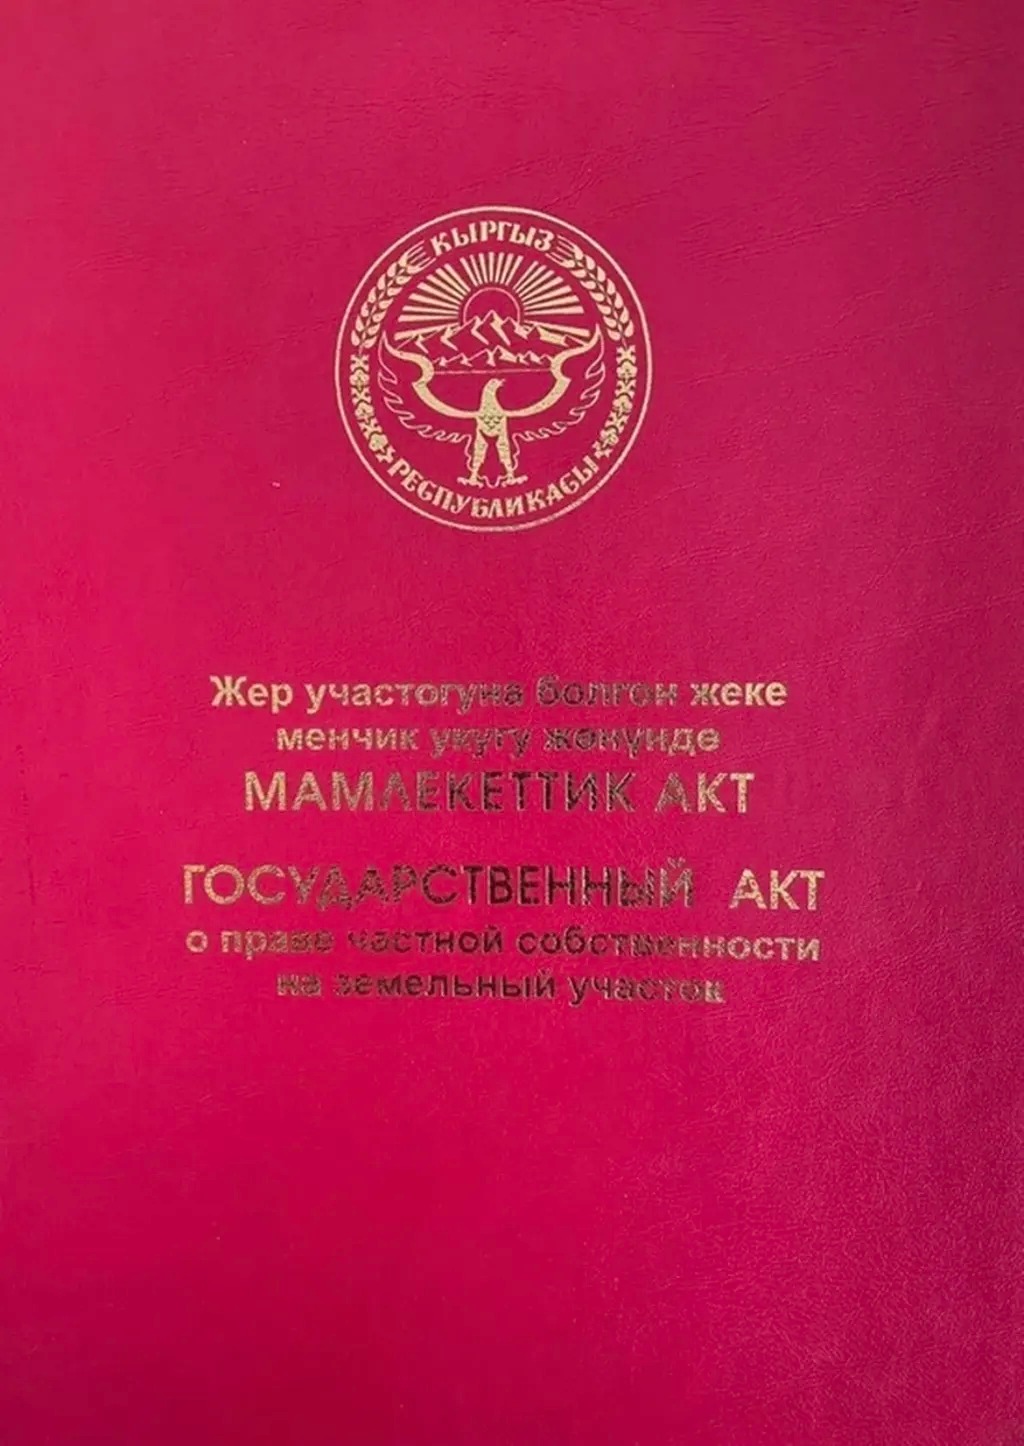 КЫРГЫЗ
РЕСПУБЛИКАСЫ
Жер участогуна болгон жеке
менчик укугу жөнүндө
МАМЛЕКЕТТИК АКТ
ГОСУДАРСТВЕННЫЙ АКТ
о праве частной собственности
на земельный участок